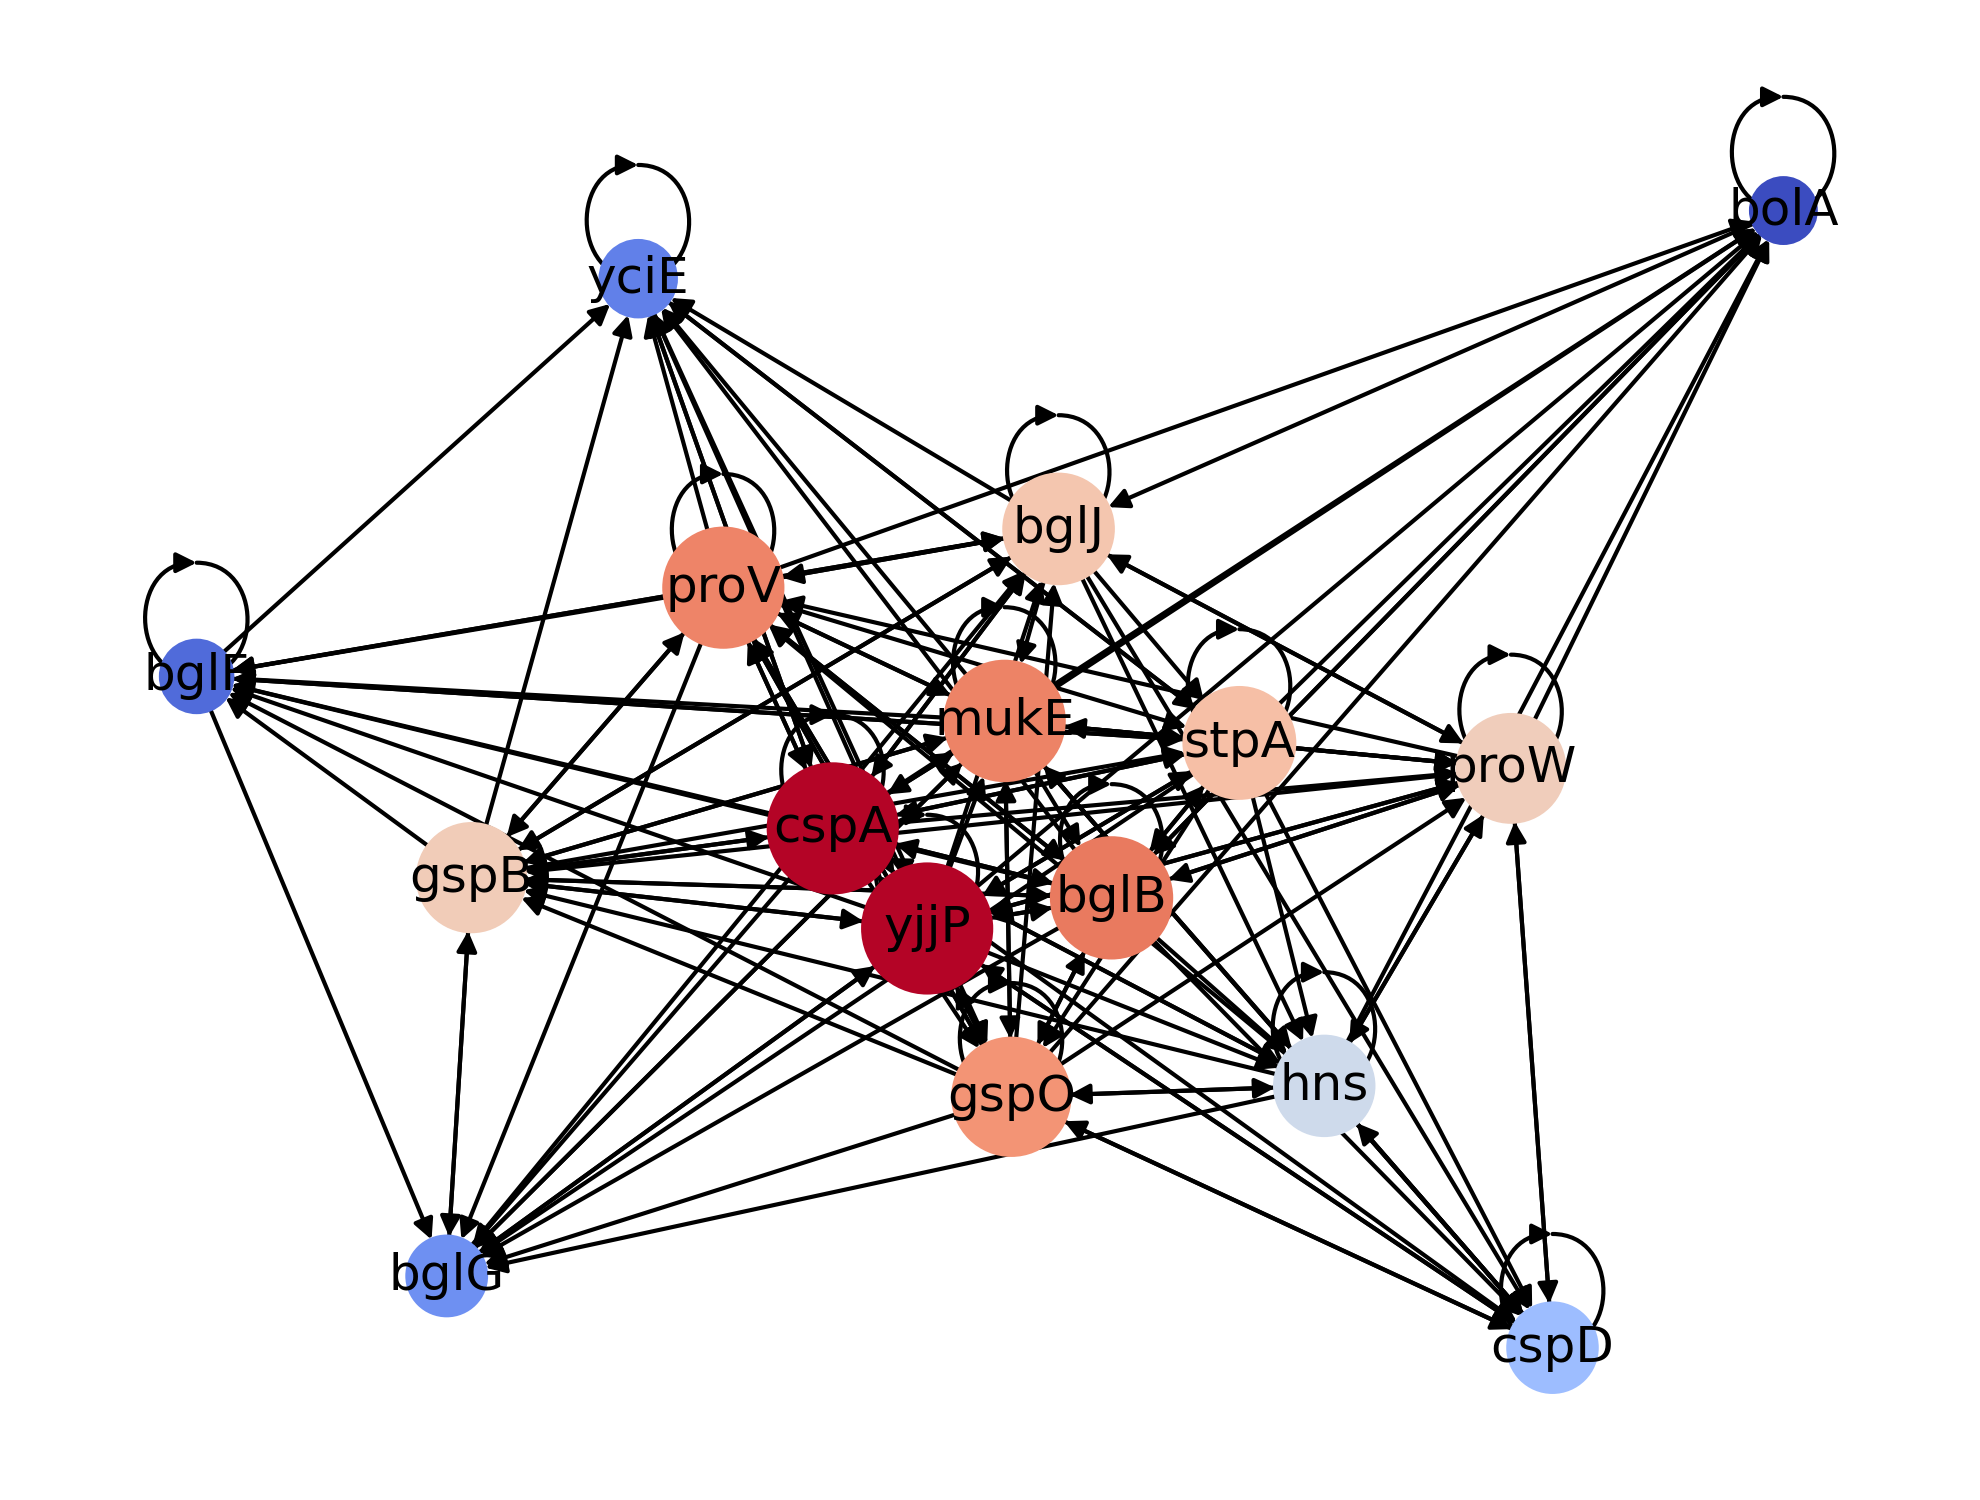 bolA
yciE
bglJ
proV
bglF
mukE
stpA
proW
cspA
gspB
bglB
yjjP
hns
gspO
bglG
cspD